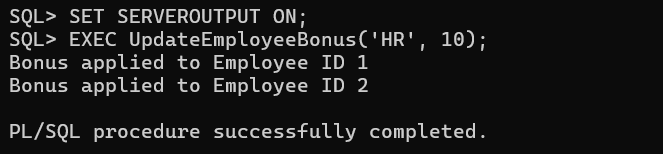 SQL> SET SERVEROUTPUT ON;
SQL> EXEC UpdateEmployeeBonus('HR', 10);
Bonus applied to Employee ID 1
Bonus applied to Employee ID 2
PL/SQL procedure successfully completed.